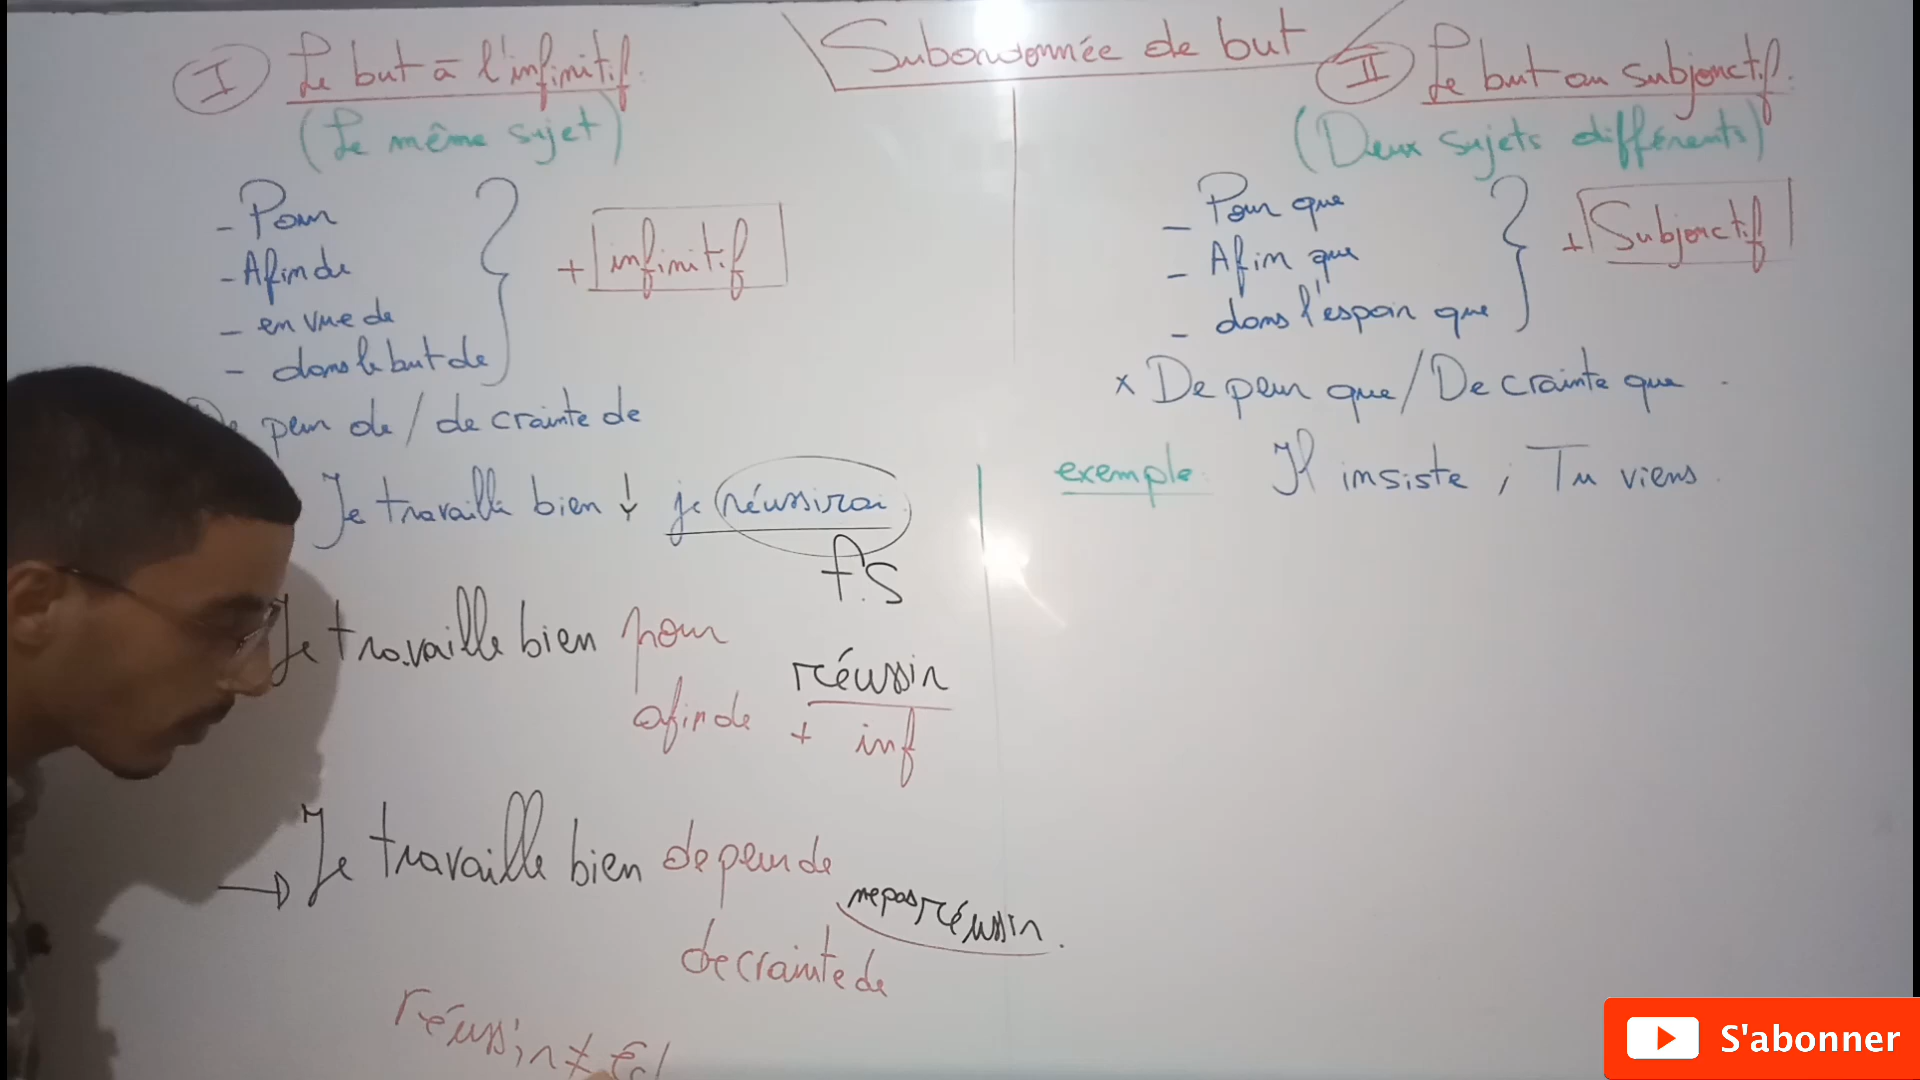 Subordonnée de but
I Le but à l'infinitif.
(Le même sujet)
- Pour
- Afin de
- en vue de
- dans le but de
+ infinitif
peur de / de crainte de
Je travaille bien ↓ je réussirai
f.s
Je travaille bien pour
afin de
réussir
+ inf
→ Je travaille bien de peur de
ne pas réussir.
de crainte de
réussir ≠
II Le but au subjonctif.
(Deux sujets différents)
- Pour que
- Afin que
- dans l'espoir que
+ Subjonctif
x De peur que / De crainte que.
exemple: Il insiste, Tu viens.
S'abonner